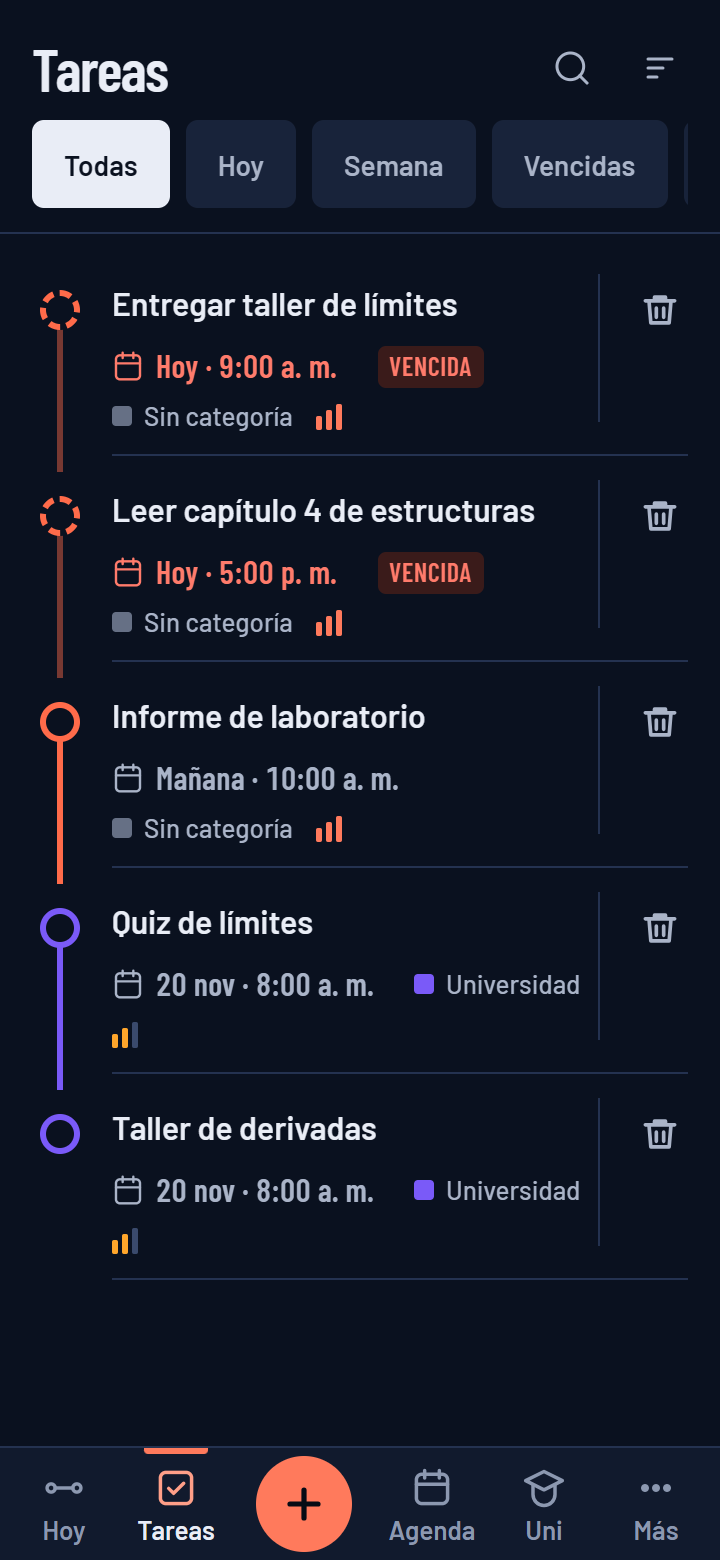 Tareas
Todas Hoy Semana Vencidas
Entregar taller de límites
Hoy · 9:00 a. m. VENCIDA
Sin categoría
Leer capítulo 4 de estructuras
Hoy · 5:00 p. m. VENCIDA
Sin categoría
Informe de laboratorio
Mañana · 10:00 a. m.
Sin categoría
Quiz de límites
20 nov · 8:00 a. m. Universidad
Taller de derivadas
20 nov · 8:00 a. m. Universidad
Hoy Tareas Agenda Uni Más